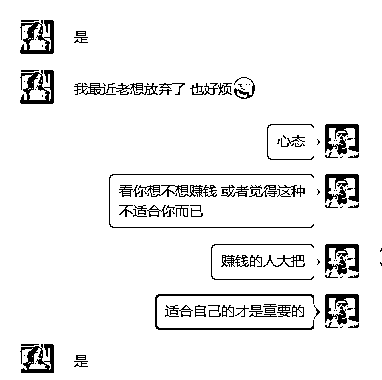 是
我最近老想放弃了 也好烦
心态
看你想不想赚钱 或者觉得这种
不适合你而已
赚钱的人大把
适合自己的才是重要的
是